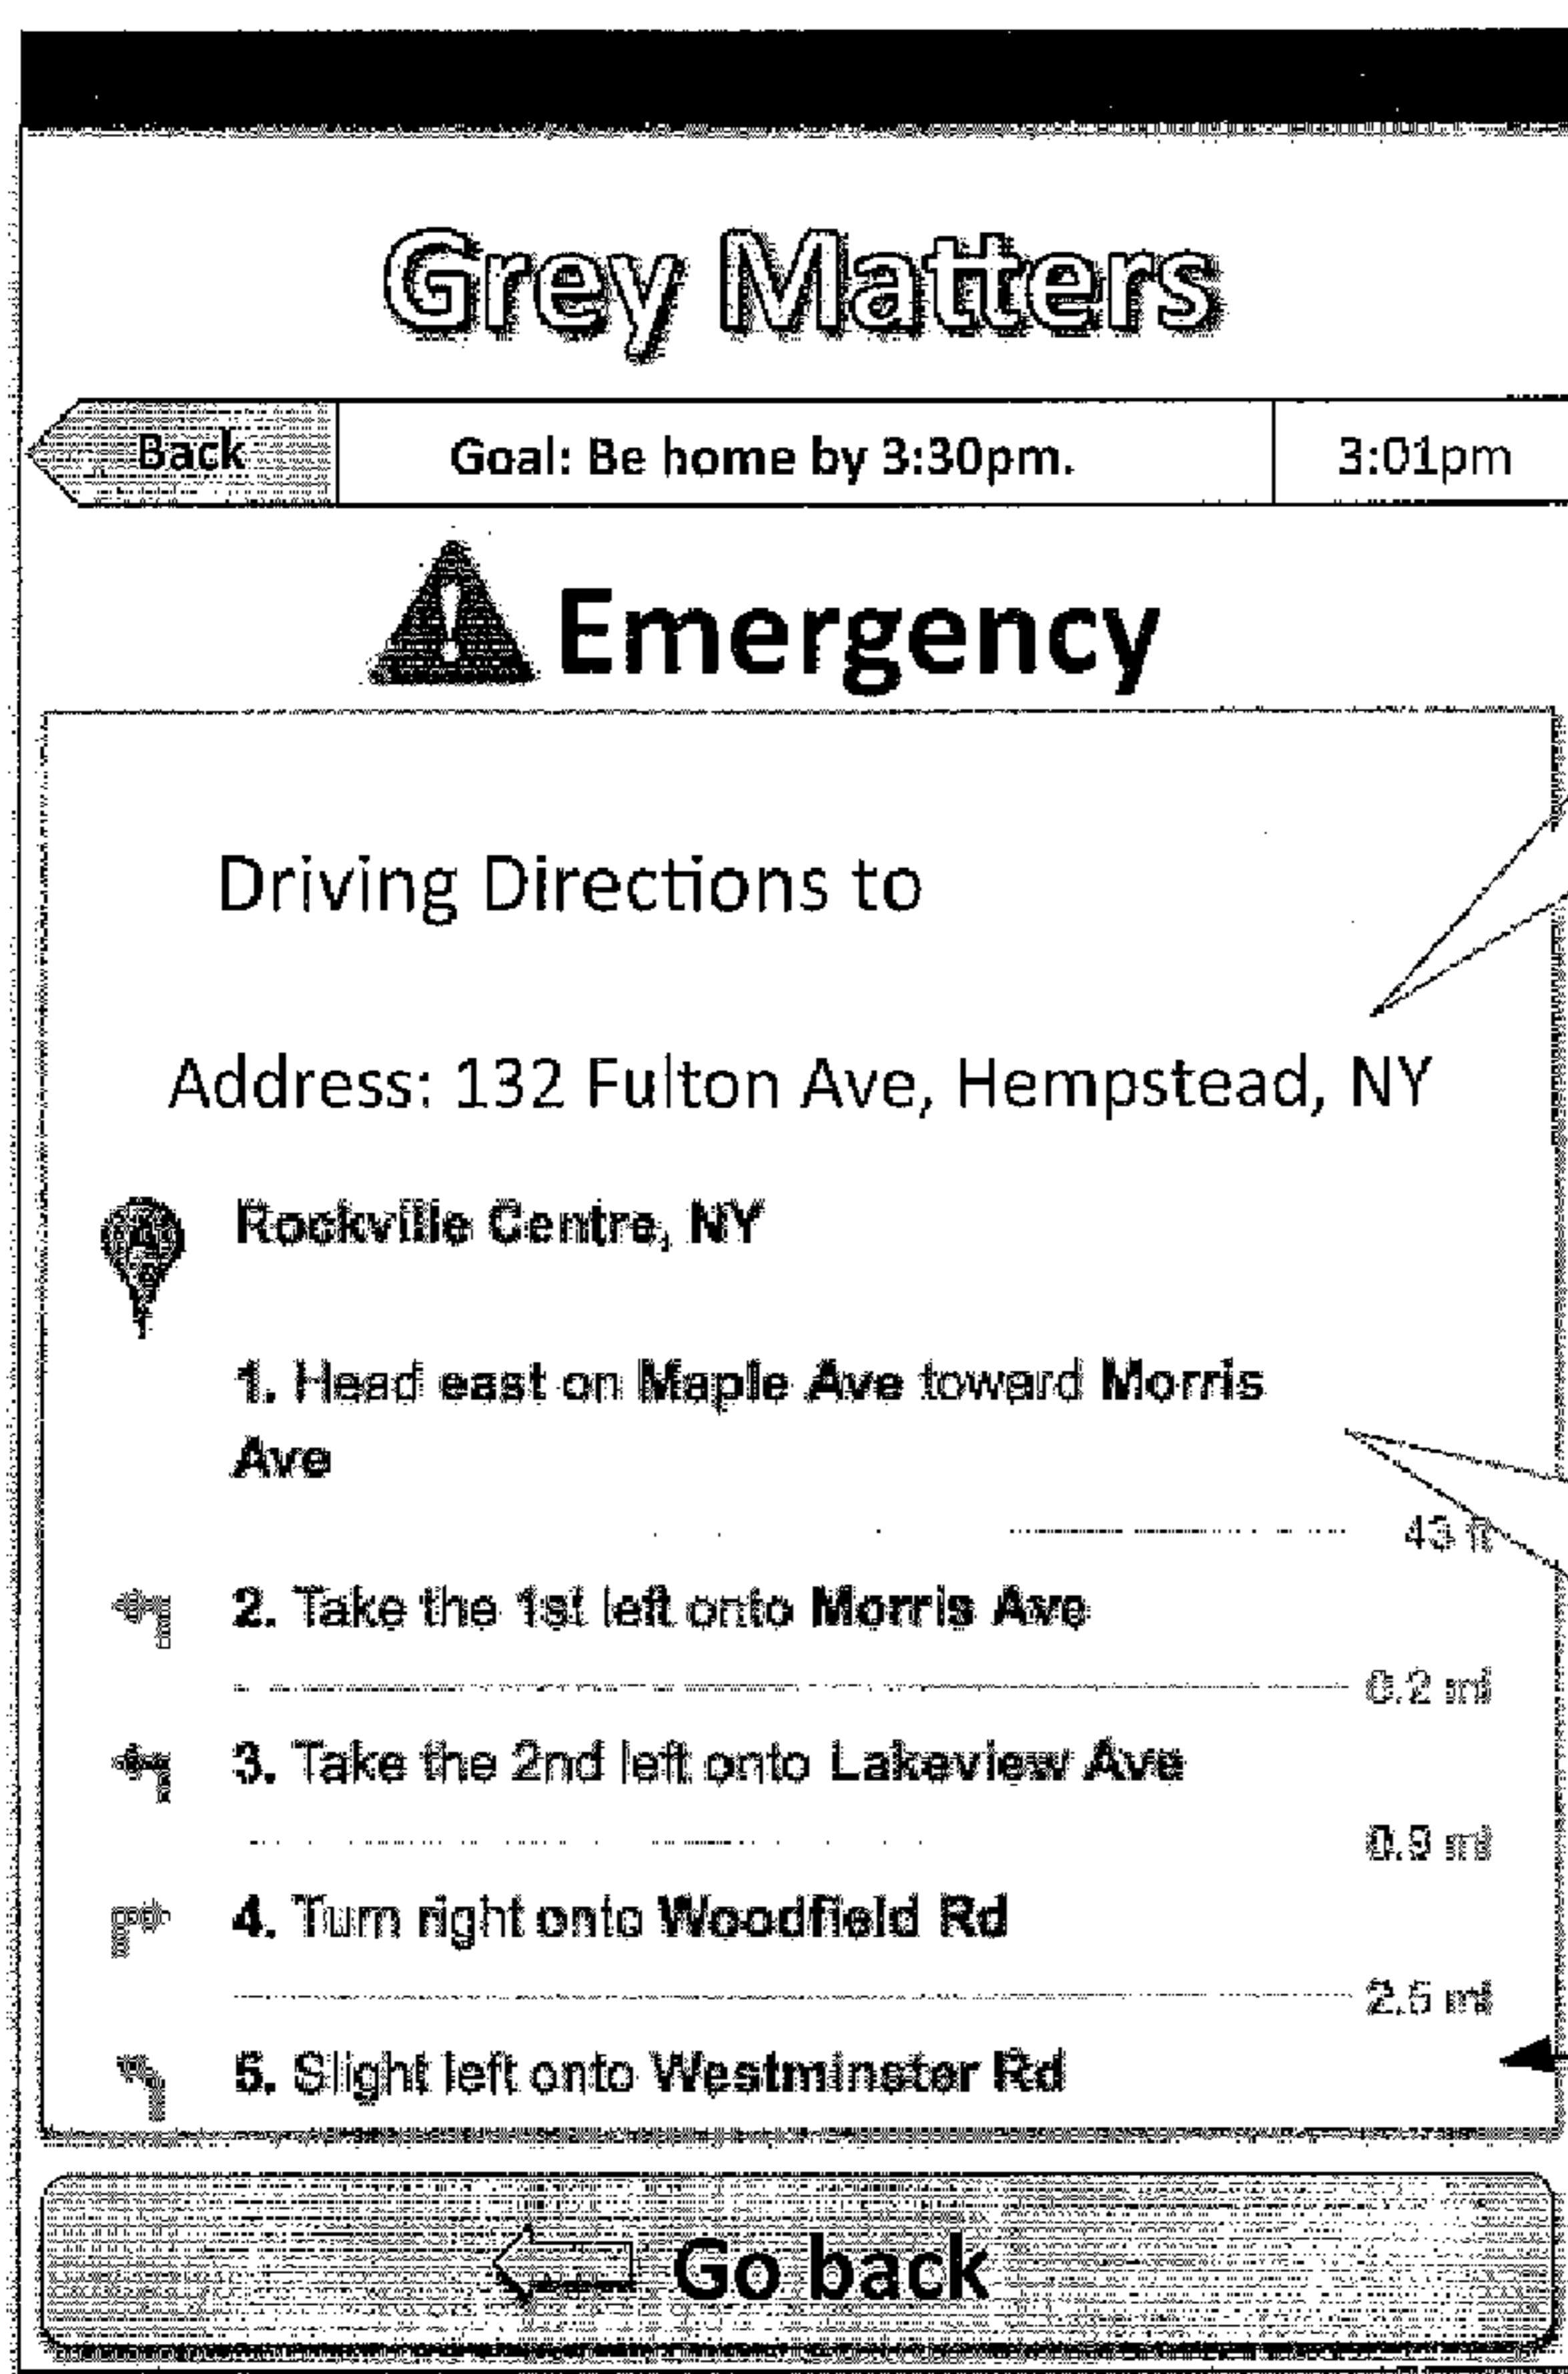 Grey Matters
Back
Goal: Be home by 3:30pm.
3:01pm
Emergency
Driving Directions to
Address: 132 Fulton Ave, Hempstead, NY
A
Rockville Centre, NY
1. Head east on Maple Ave toward Morris
Ave
43 ft
2. Take the 1st left onto Morris Ave
0.2 mi
3. Take the 2nd left onto Lakeview Ave
0.9 mi
4. Turn right onto Woodfield Rd
2.5 mi
5. Slight left onto Westminster Rd
Go back